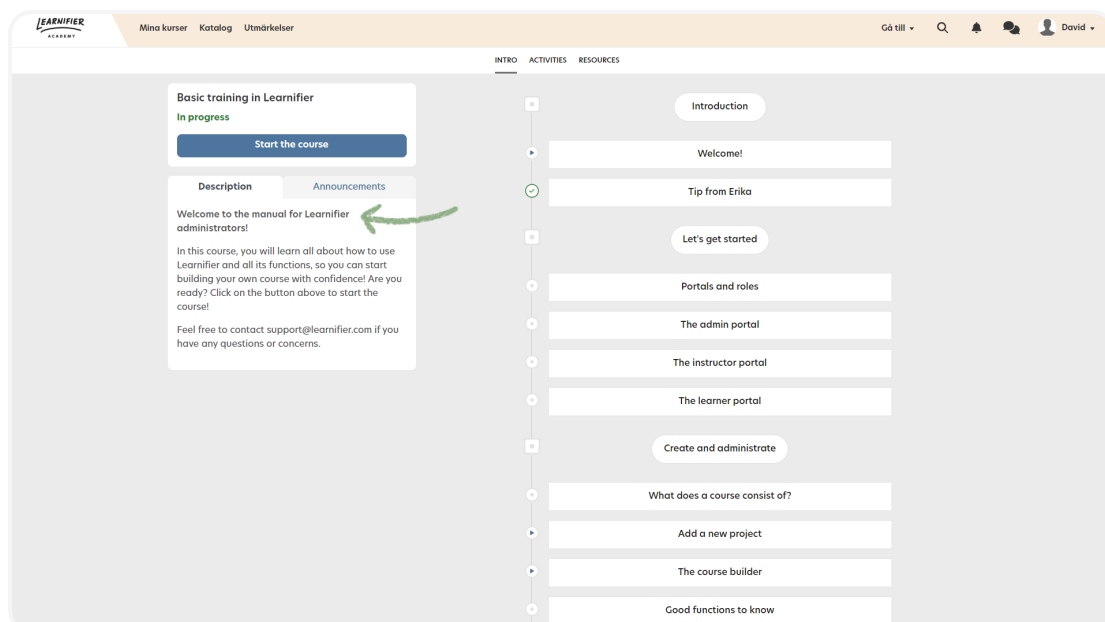 LEARNIFIER
ACADEMY
Mina kurser Katalog Utmärkelser
Gå till David
INTRO ACTIVITIES RESOURCES
Basic training in Learnifier
In progress
Start the course
Description Announcements
Welcome to the manual for Learnifier
administrators!
In this course, you will learn all about how to use
Learnifier and all its functions, so you can start
building your own course with confidence! Are you
ready? Click on the button above to start the
course!
Feel free to contact support@learnifier.com if you
have any questions or concerns.
Introduction
Welcome!
Tip from Erika
Let's get started
Portals and roles
The admin portal
The instructor portal
The learner portal
Create and administrate
What does a course consist of?
Add a new project
The course builder
Good functions to know